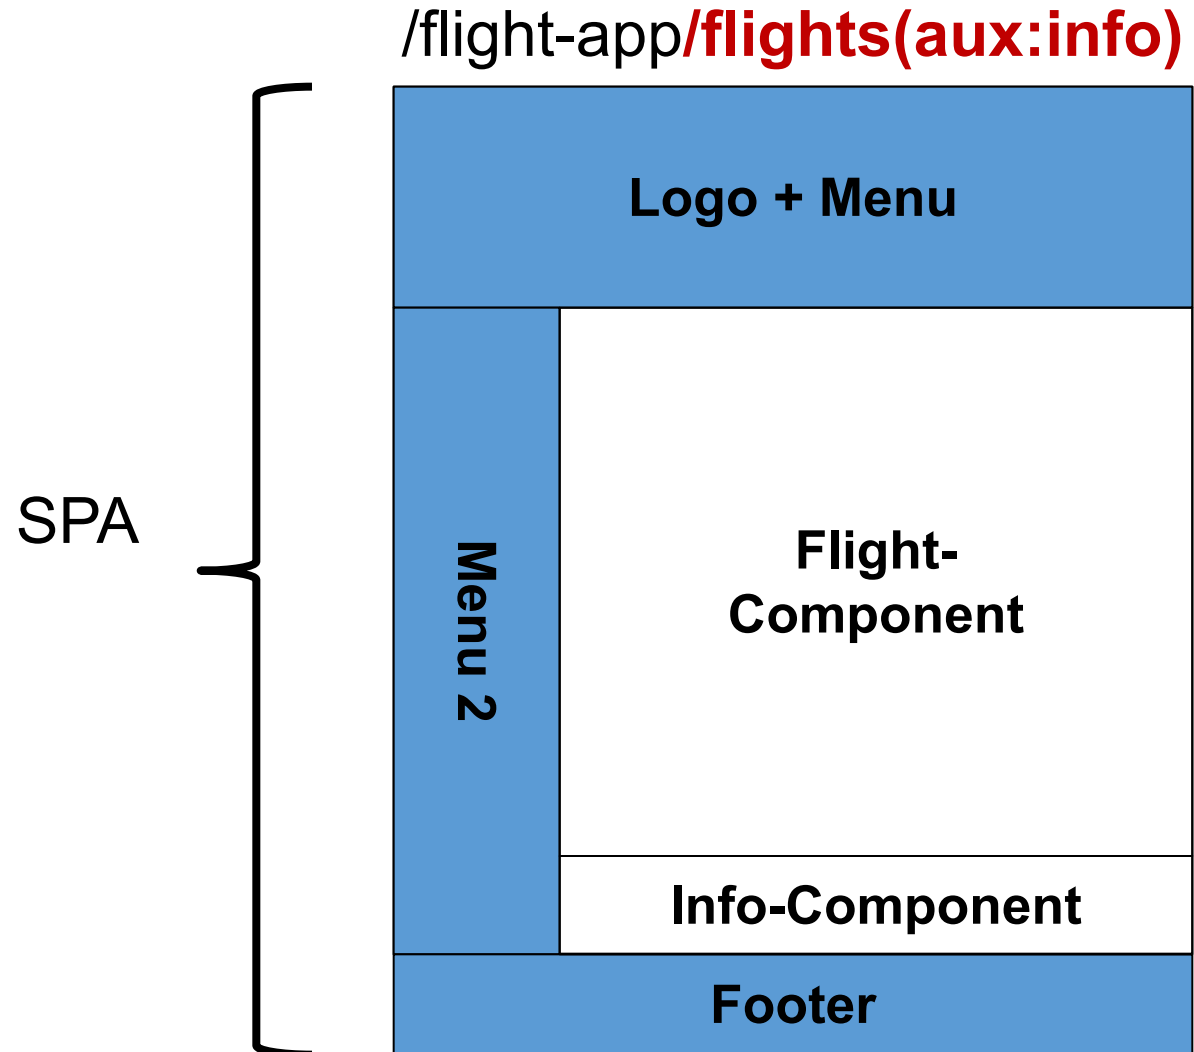 /flight-app/flights(aux:info)
Logo + Menu
SPA
Menu 2
Flight-
Component
Info-Component
Footer